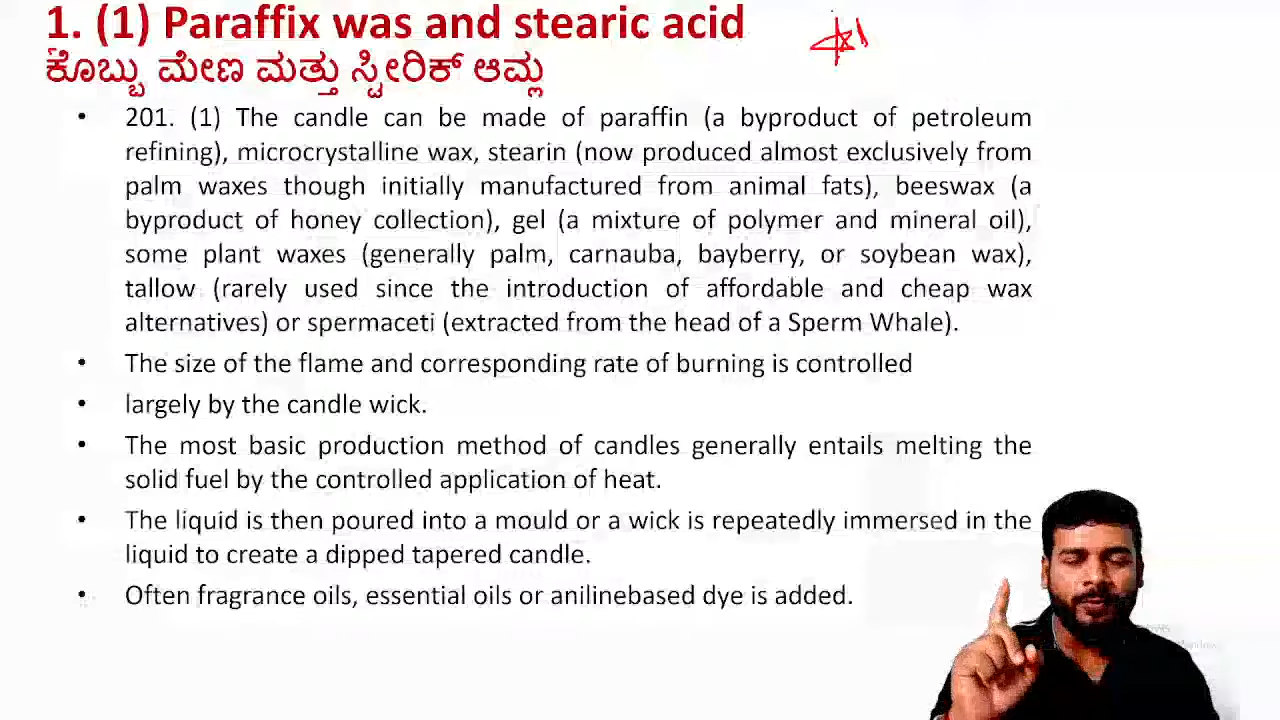 1. (1) Paraffix was and stearic acid
ಕೊಬ್ಬು ಮೇಣ ಮತ್ತು ಸ್ಟೀರಿಕ್ ಆಮ್ಲ
• 201. (1) The candle can be made of paraffin (a byproduct of petroleum
refining), microcrystalline wax, stearin (now produced almost exclusively from
palm waxes though initially manufactured from animal fats), beeswax (a
byproduct of honey collection), gel (a mixture of polymer and mineral oil),
some plant waxes (generally palm, carnauba, bayberry, or soybean wax),
tallow (rarely used since the introduction of affordable and cheap wax
alternatives) or spermaceti (extracted from the head of a Sperm Whale).
• The size of the flame and corresponding rate of burning is controlled
• largely by the candle wick.
• The most basic production method of candles generally entails melting the
solid fuel by the controlled application of heat.
• The liquid is then poured into a mould or a wick is repeatedly immersed in the
liquid to create a dipped tapered candle.
• Often fragrance oils, essential oils or anilinebased dye is added.